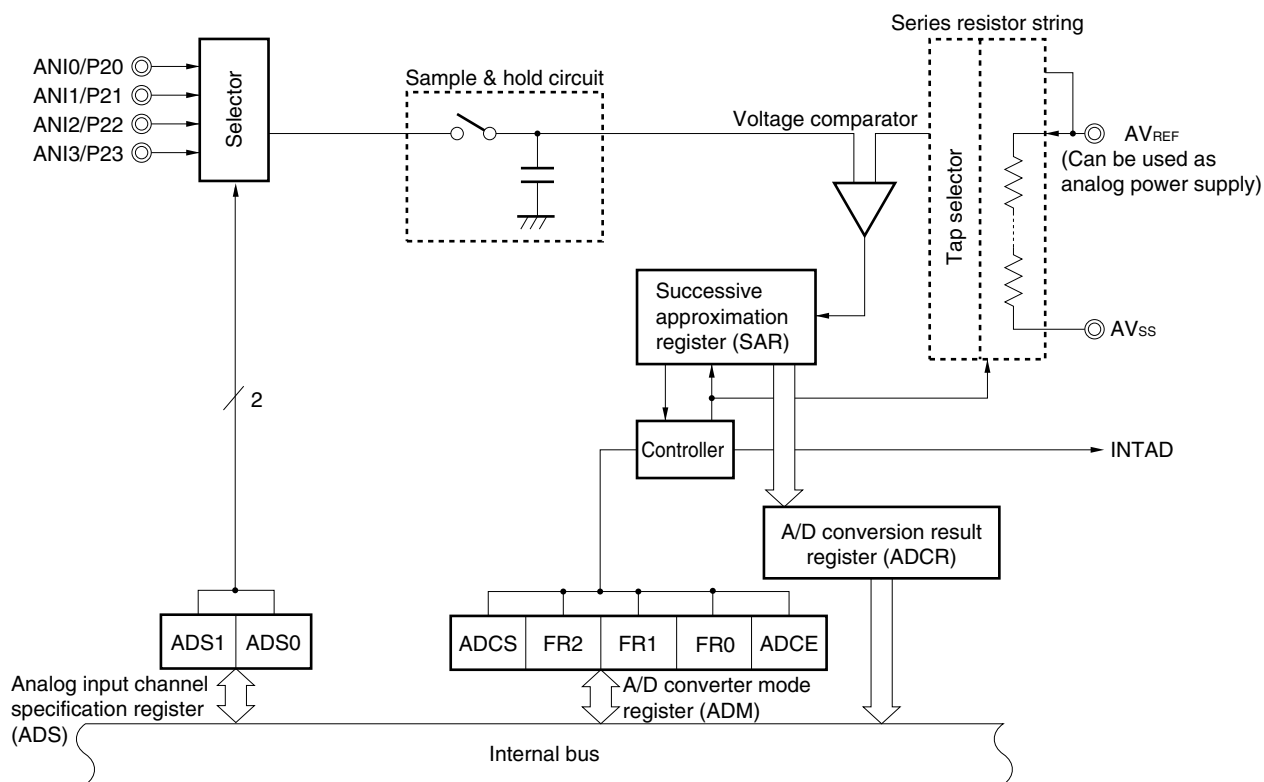 Series resistor string
ANI0/P20
ANI1/P21
ANI2/P22
ANI3/P23
Selector
Sample & hold circuit
Voltage comparator
Tap selector
AVREF
(Can be used as
analog power supply)
AVSS
Successive
approximation
register (SAR)
2
Controller
INTAD
A/D conversion result
register (ADCR)
ADS1
ADS0
ADCS
FR2
FR1
FR0
ADCE
Analog input channel
specification register
(ADS)
A/D converter mode
register (ADM)
Internal bus